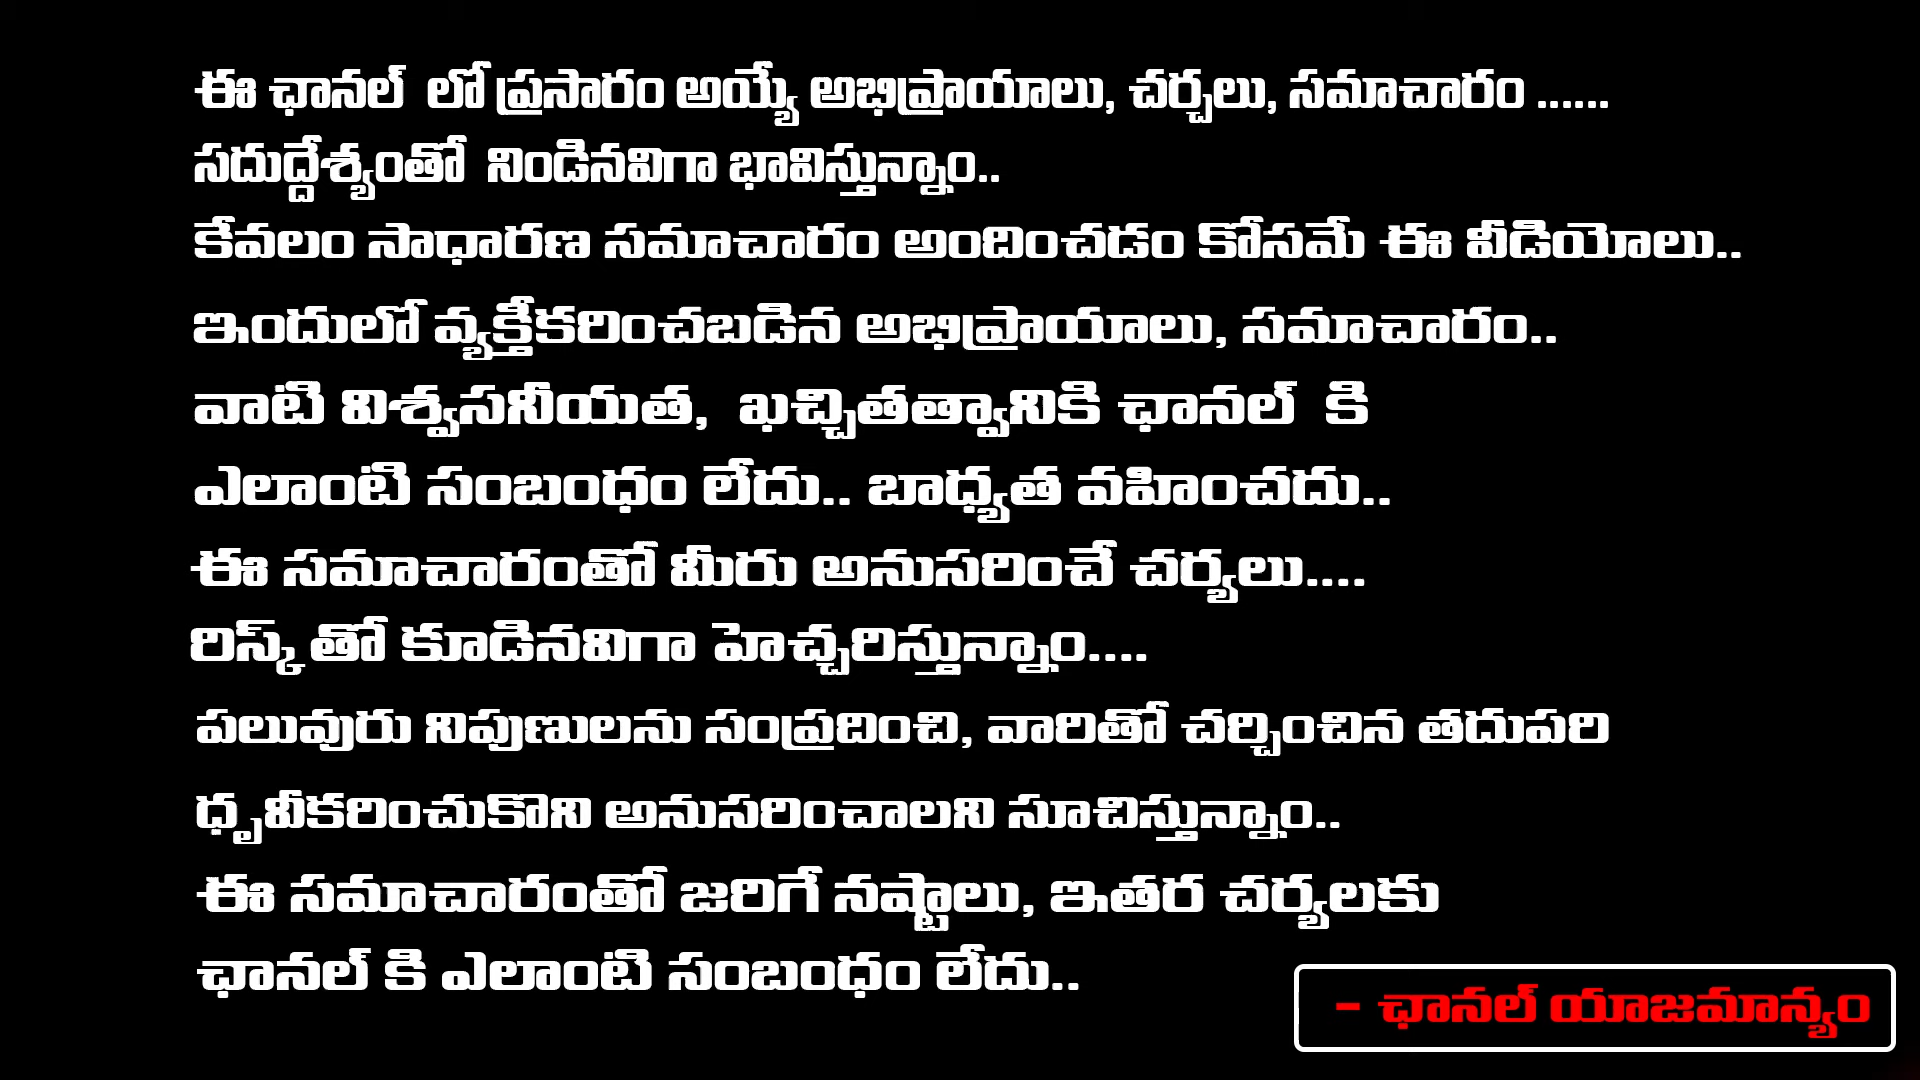 ఈ ఛానల్ లో ప్రసారం అయ్యే అభిప్రాయాలు, చర్చలు, సమాచారం ......
సదుద్దేశ్యంతో నిండినవిగా భావిస్తున్నాం..
కేవలం సాధారణ సమాచారం అందించడం కోసమే ఈ వీడియోలు..
ఇందులో వ్యక్తీకరించబడిన అభిప్రాయాలు, సమాచారం..
వాటి విశ్వసనీయత, ఖచ్చితత్వానికి ఛానల్ కి
ఎలాంటి సంబంధం లేదు.. బాధ్యత వహించదు..
ఈ సమాచారంతో మీరు అనుసరించే చర్యలు....
రిస్క్ తో కూడినవిగా హెచ్చరిస్తున్నాం....
పలువురు నిపుణులను సంప్రదించి, వారితో చర్చించిన తదుపరి
ధృవీకరించుకొని అనుసరించాలని సూచిస్తున్నాం..
ఈ సమాచారంతో జరిగే నష్టాలు, ఇతర చర్యలకు
ఛానల్ కి ఎలాంటి సంబంధం లేదు..
- ఛానల్ యాజమాన్యం